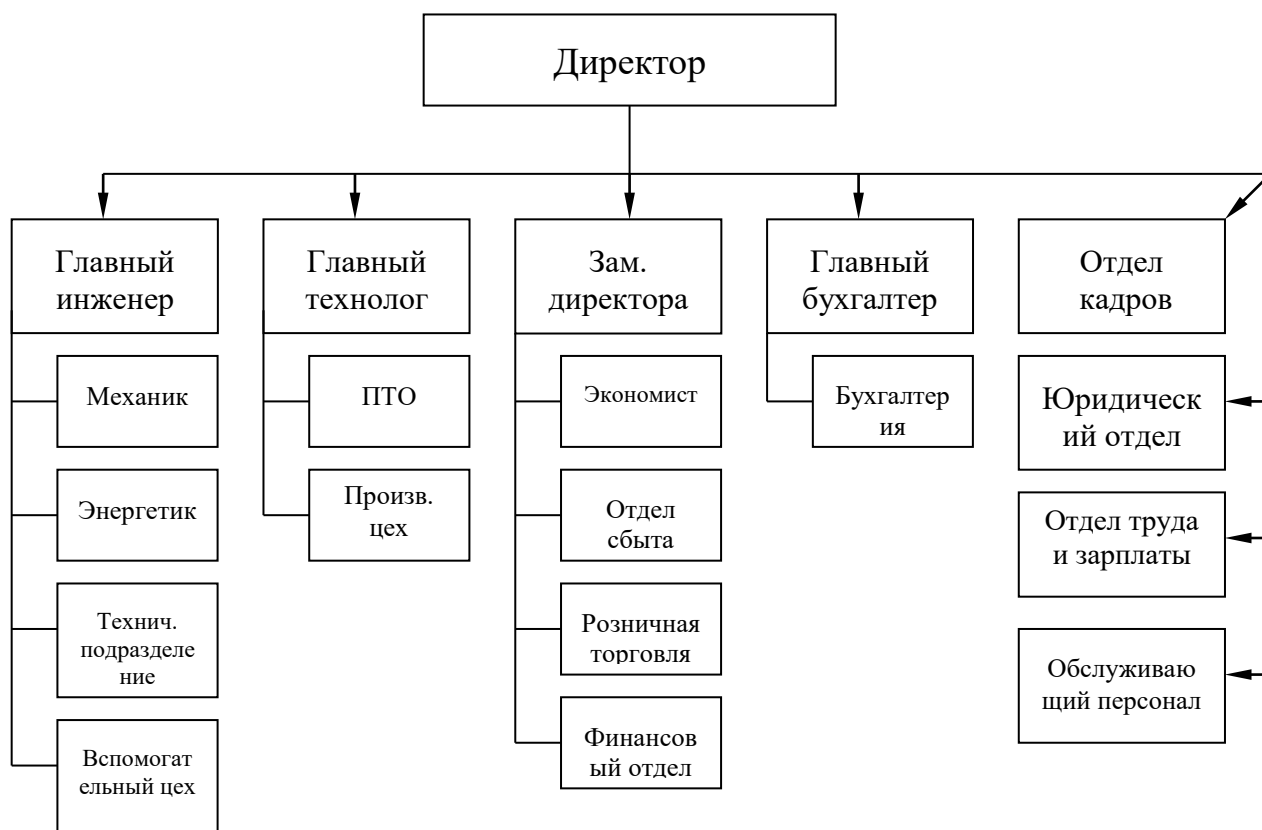 Директор
Главный
инженер
Главный
технолог
Зам.
директора
Главный
бухгалтер
Отдел
кадров
Механик
ПТО
Экономист
Бухгалтер
ия
Юридическ
ий отдел
Энергетик
Произв.
цех
Отдел
сбыта
Отдел труда
и зарплаты
Технич.
подразделе
ние
Розничная
торговля
Обслуживаю
щий персонал
Вспомогат
ельный цех
Финансов
ый отдел